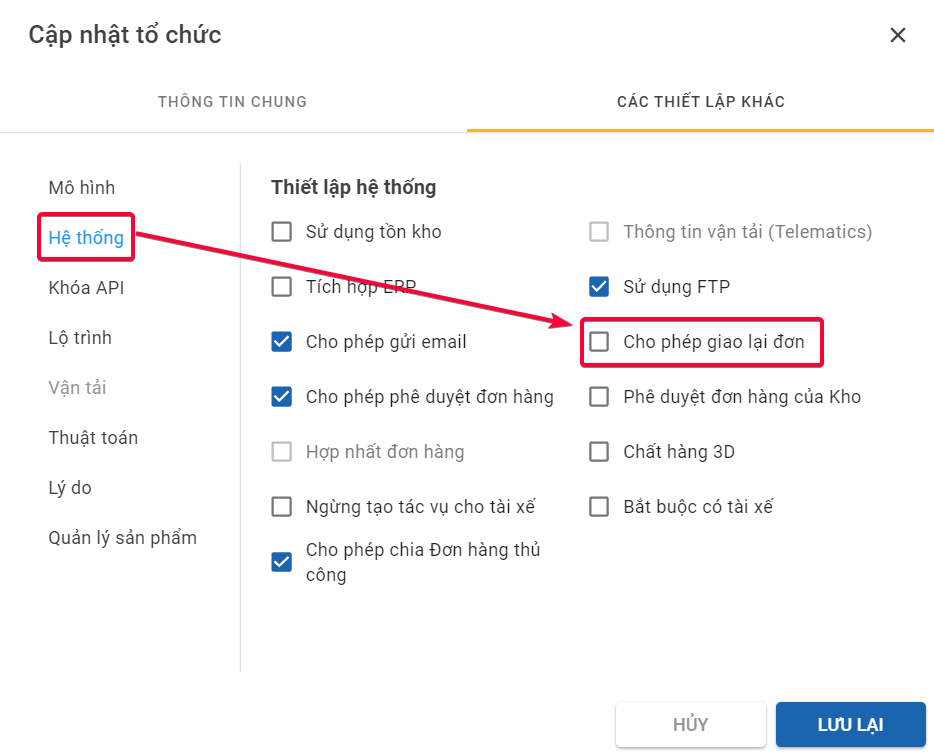 Cập nhật tổ chức
THÔNG TIN CHUNG
CÁC THIẾT LẬP KHÁC
Mô hình
Hệ thống
Khóa API
Lộ trình
Vận tải
Thuật toán
Lý do
Quản lý sản phẩm
Thiết lập hệ thống
Sử dụng tồn kho
Thông tin vận tải (Telematics)
Tích hợp ERP
Sử dụng FTP
Cho phép gửi email
Cho phép giao lại đơn
Cho phép phê duyệt đơn hàng
Phê duyệt đơn hàng của Kho
Hợp nhất đơn hàng
Chất hàng 3D
Ngừng tạo tác vụ cho tài xế
Bắt buộc có tài xế
Cho phép chia Đơn hàng thủ
công
HỦY
LƯU LẠI